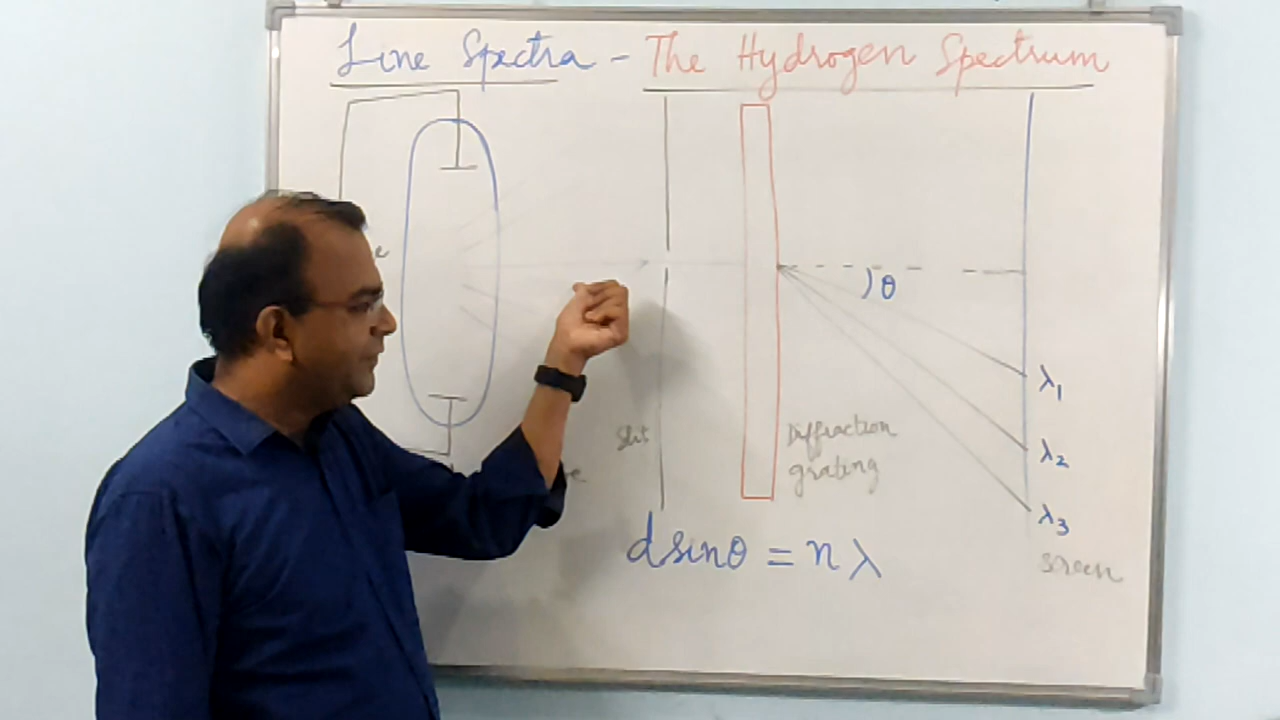 Line Spectra - The Hydrogen Spectrum
θ
λ1
λ2
λ3
Slit
Diffraction
grating
screen
d sinθ = nλ